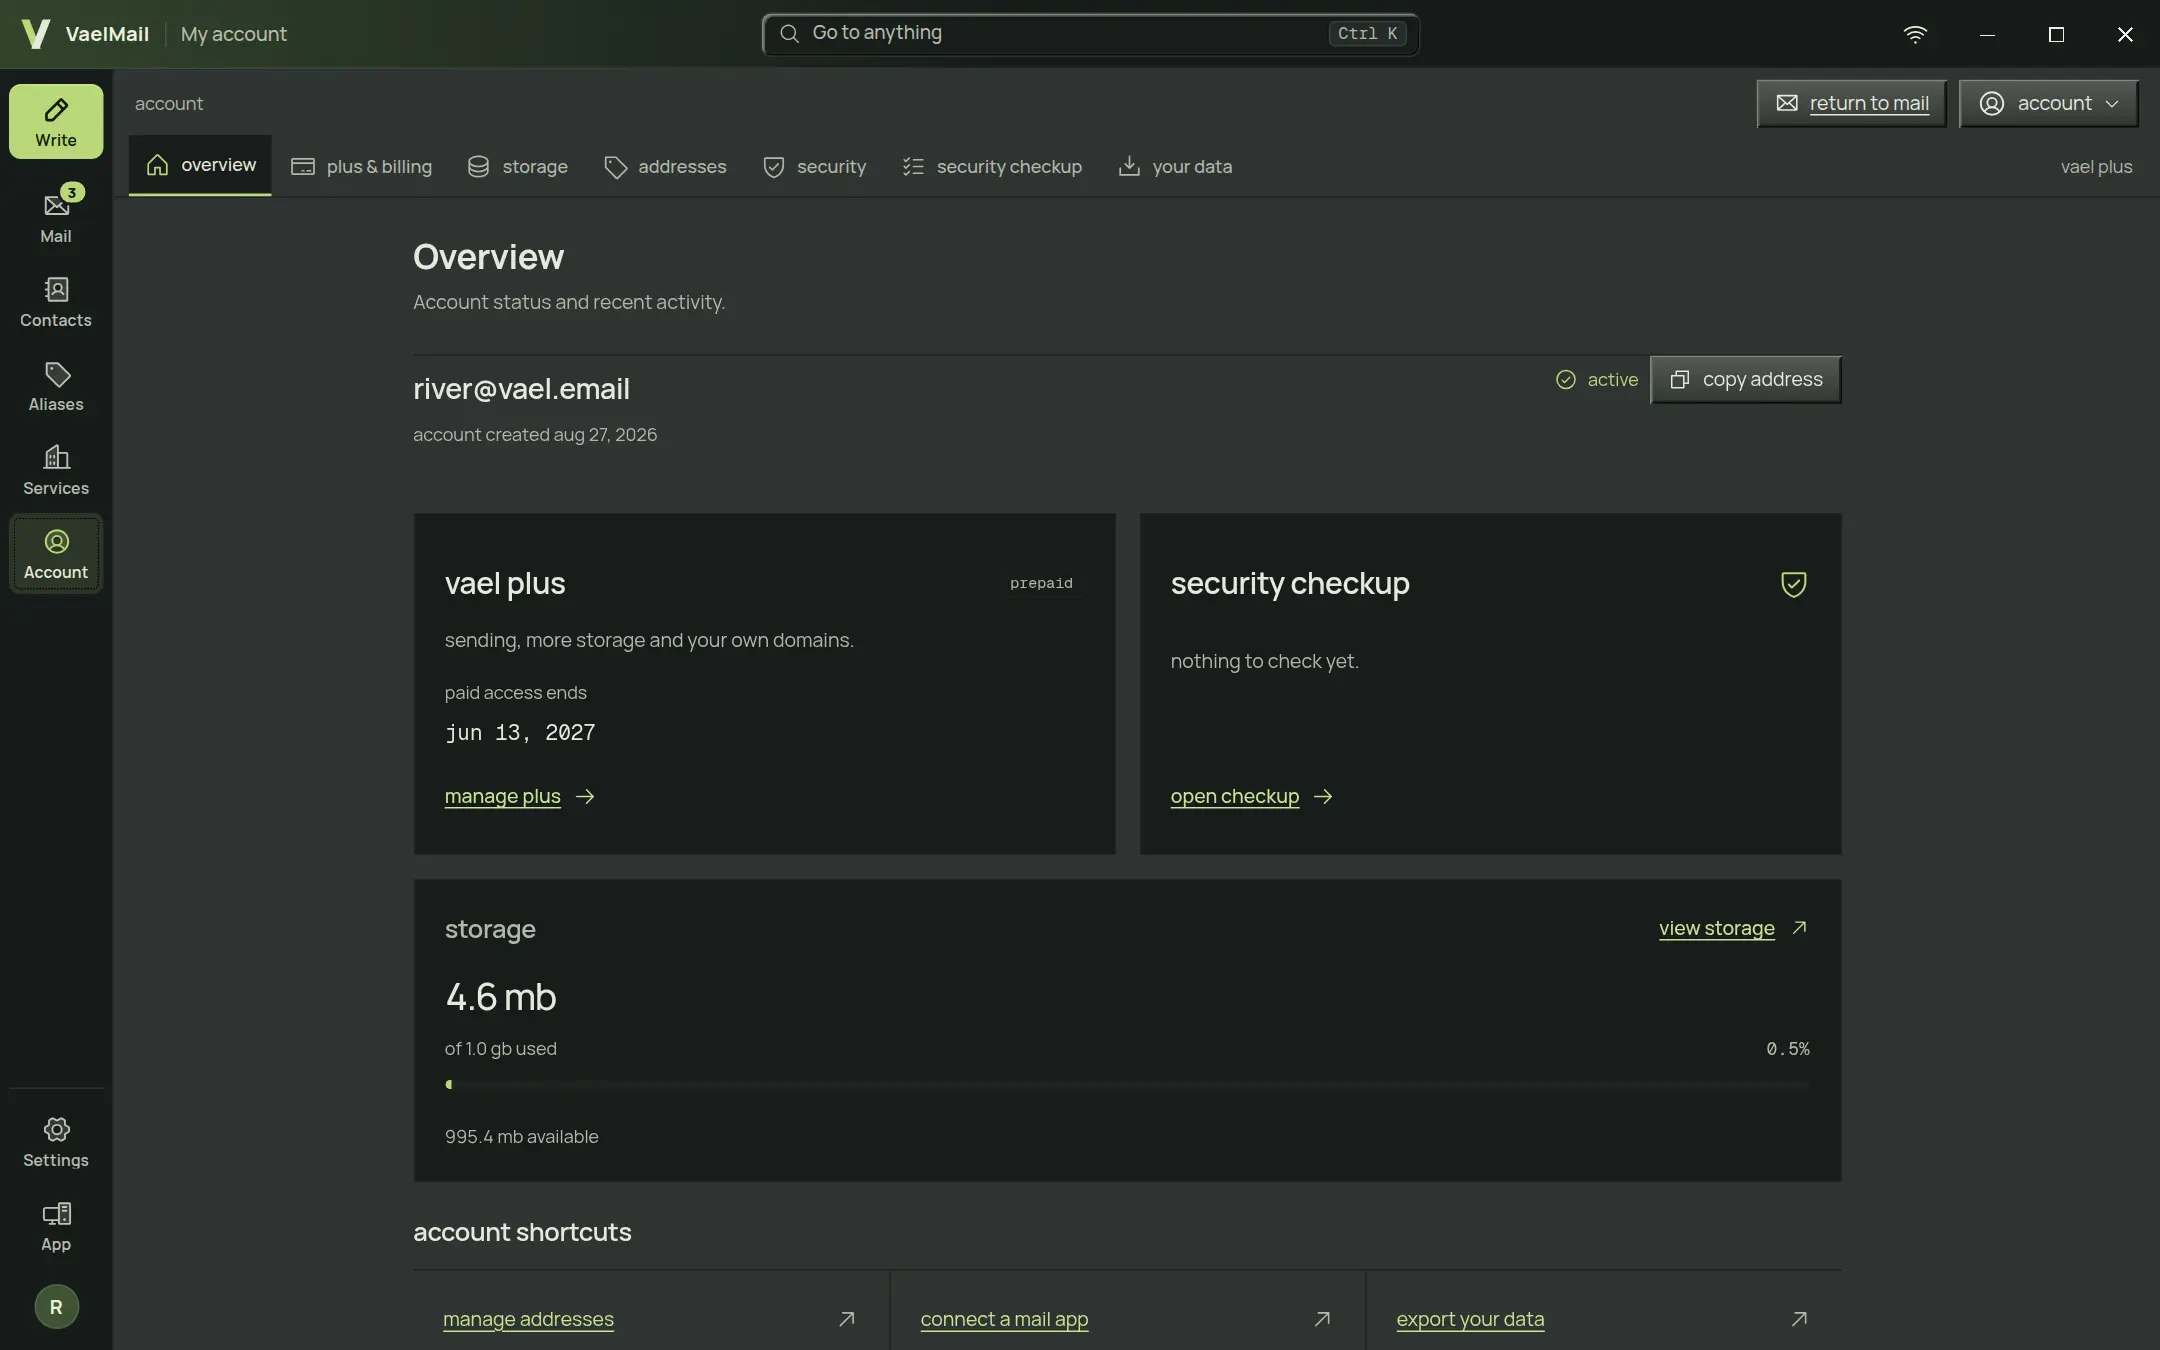 VaelMail
My account
Go to anything
Ctrl K
Write
3
Mail
Contacts
Aliases
Services
Account
Settings
App
R
account
return to mail
account
overview
plus & billing
storage
addresses
security
security checkup
your data
vael plus
Overview
Account status and recent activity.
river@vael.email
active
copy address
account created aug 27, 2026
vael plus
prepaid
sending, more storage and your own domains.
paid access ends
jun 13, 2027
manage plus
security checkup
nothing to check yet.
open checkup
storage
view storage
4.6 mb
of 1.0 gb used
0.5%
995.4 mb available
account shortcuts
manage addresses
connect a mail app
export your data